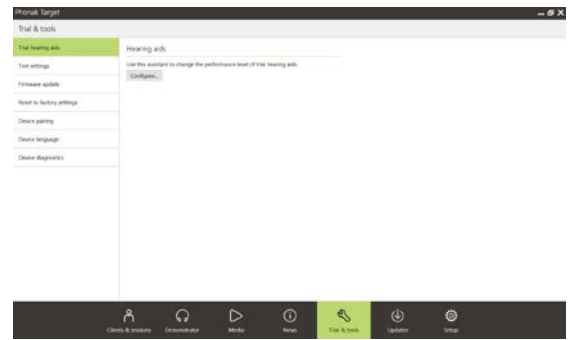 Phonak Target
Trial & tools
Trial hearing aids
Hearing aids
Test settings
Use this assistant to change the performance level of trial hearing aids.
Configure...
Firmware update
Reset to factory settings
Device pairing
Device language
Device diagnostics
Clients & sessions
Demonstrator
Media
News
Trial & tools
Updates
Setup